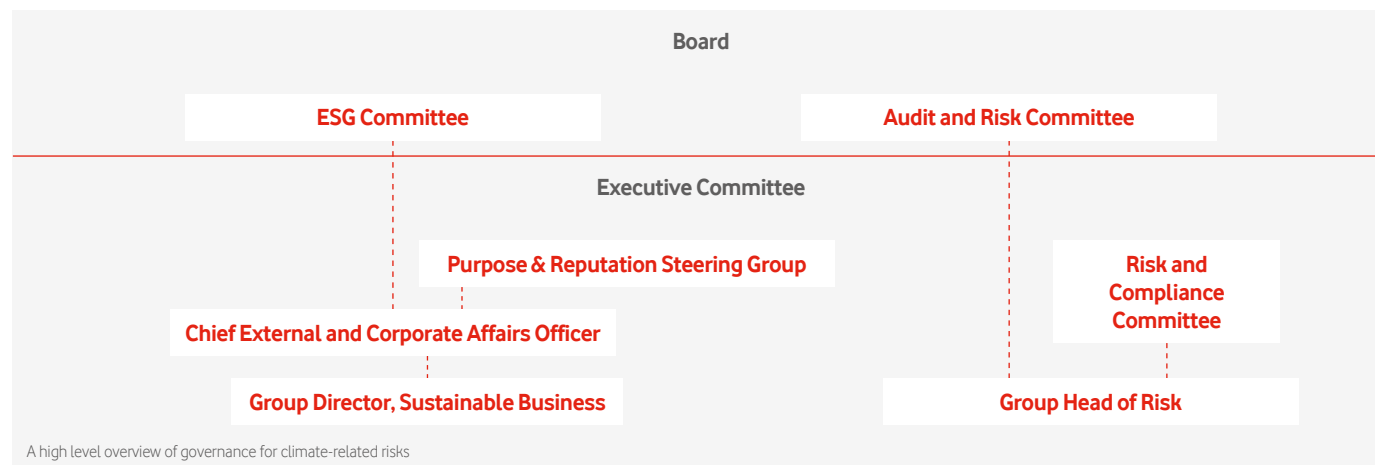 Board
ESG Committee
Audit and Risk Committee
Executive Committee
Purpose & Reputation Steering Group
Risk and
Compliance
Committee
Chief External and Corporate Affairs Officer
Group Director, Sustainable Business
Group Head of Risk
A high level overview of governance for climate-related risks